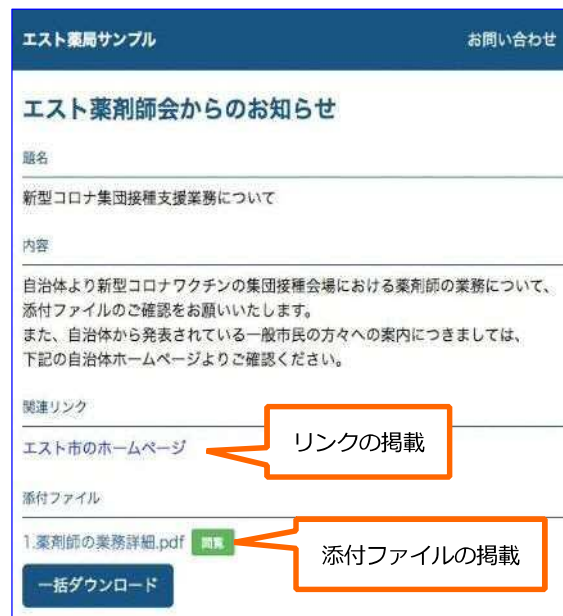 エスト薬局サンプル お問い合わせ
エスト薬剤師会からのお知らせ
題名
新型コロナ集団接種支援業務について
内容
自治体より新型コロナワクチンの集団接種会場における薬剤師の業務について、
添付ファイルのご確認をお願いいたします。
また、自治体から発表されている一般市民の方々への案内につきましては、
下記の自治体ホームページよりご確認ください。
関連リンク
エスト市のホームページ
リンクの掲載
添付ファイル
1.薬剤師の業務詳細.pdf 閲覧
添付ファイルの掲載
一括ダウンロード